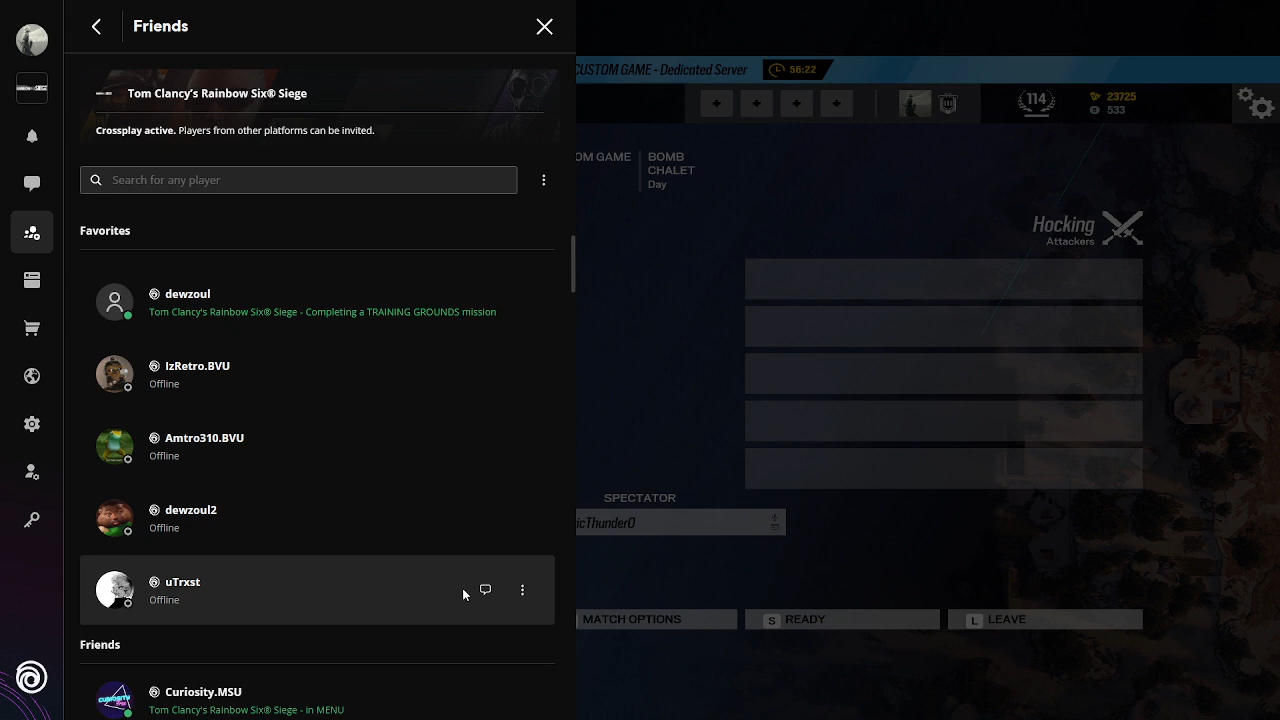 Friends
Tom Clancy's Rainbow Six® Siege
Crossplay active. Players from other platforms can be invited.
Search for any player
Favorites
dewzoul
Tom Clancy's Rainbow Six® Siege - Completing a TRAINING GROUNDS mission
IzRetro.BVU
Offline
Amtro310.BVU
Offline
dewzoul2
Offline
uTrxst
Offline
Friends
Curiosity.MSU
Tom Clancy's Rainbow Six® Siege - in MENU
CUSTOM GAME - Dedicated Server
56:22
114
23725
533
OM GAME
BOMB
CHALET
Day
Hocking
Attackers
SPECTATOR
icThunder0
MATCH OPTIONS
S READY
L LEAVE